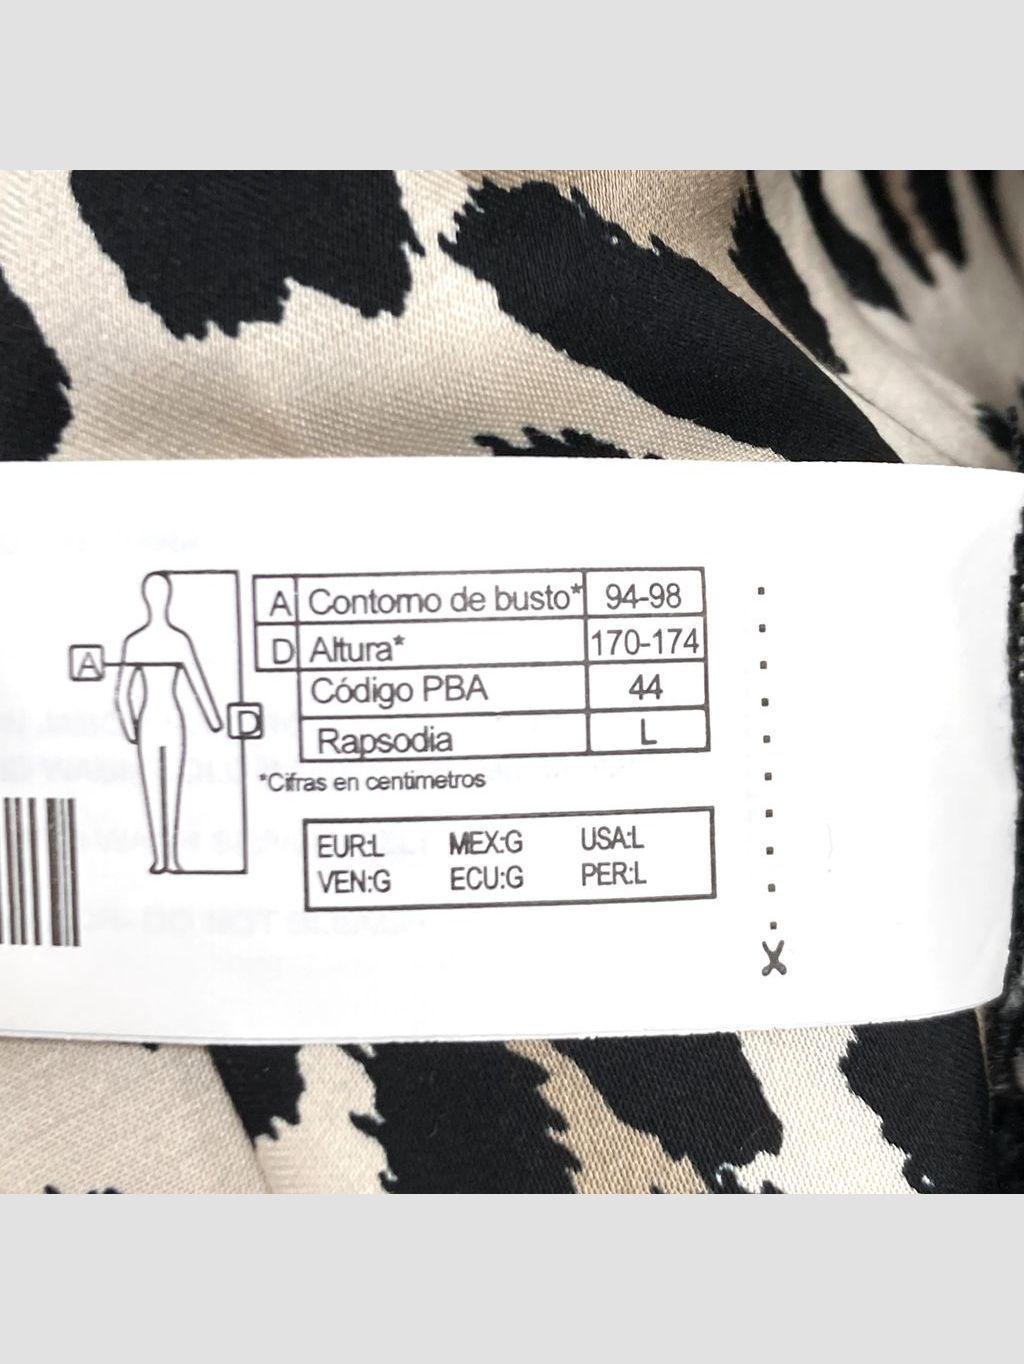 A Contorno de busto* 94-98
D Altura* 170-174
Código PBA 44
Rapsodia L
*Cifras en centimetros
A
D
EUR:L MEX:G USA:L
VEN:G ECU:G PER:L